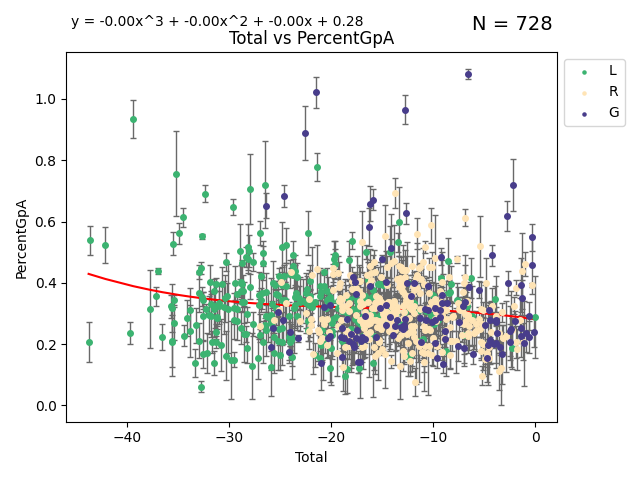 y = -0.00x^3 + -0.00x^2 + -0.00x + 0.28
N = 728
Total vs PercentGpA
L
R
G
PercentGpA
1.0
0.8
0.6
0.4
0.2
0.0
−40 −30 −20 −10 0
Total